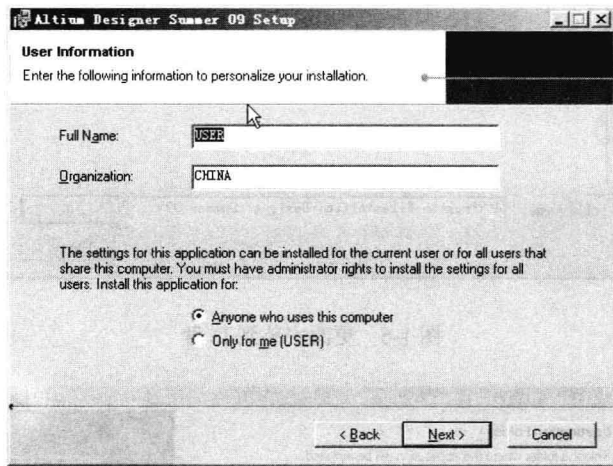 Altium Designer Summer 09 Setup
User Information
Enter the following information to personalize your installation.
Full Name:
USER
Organization:
CHINA
The settings for this application can be installed for the current user or for all users that
share this computer. You must have administrator rights to install the settings for all
users. Install this application for:
Anyone who uses this computer
Only for me (USER)
< Back
Next >
Cancel